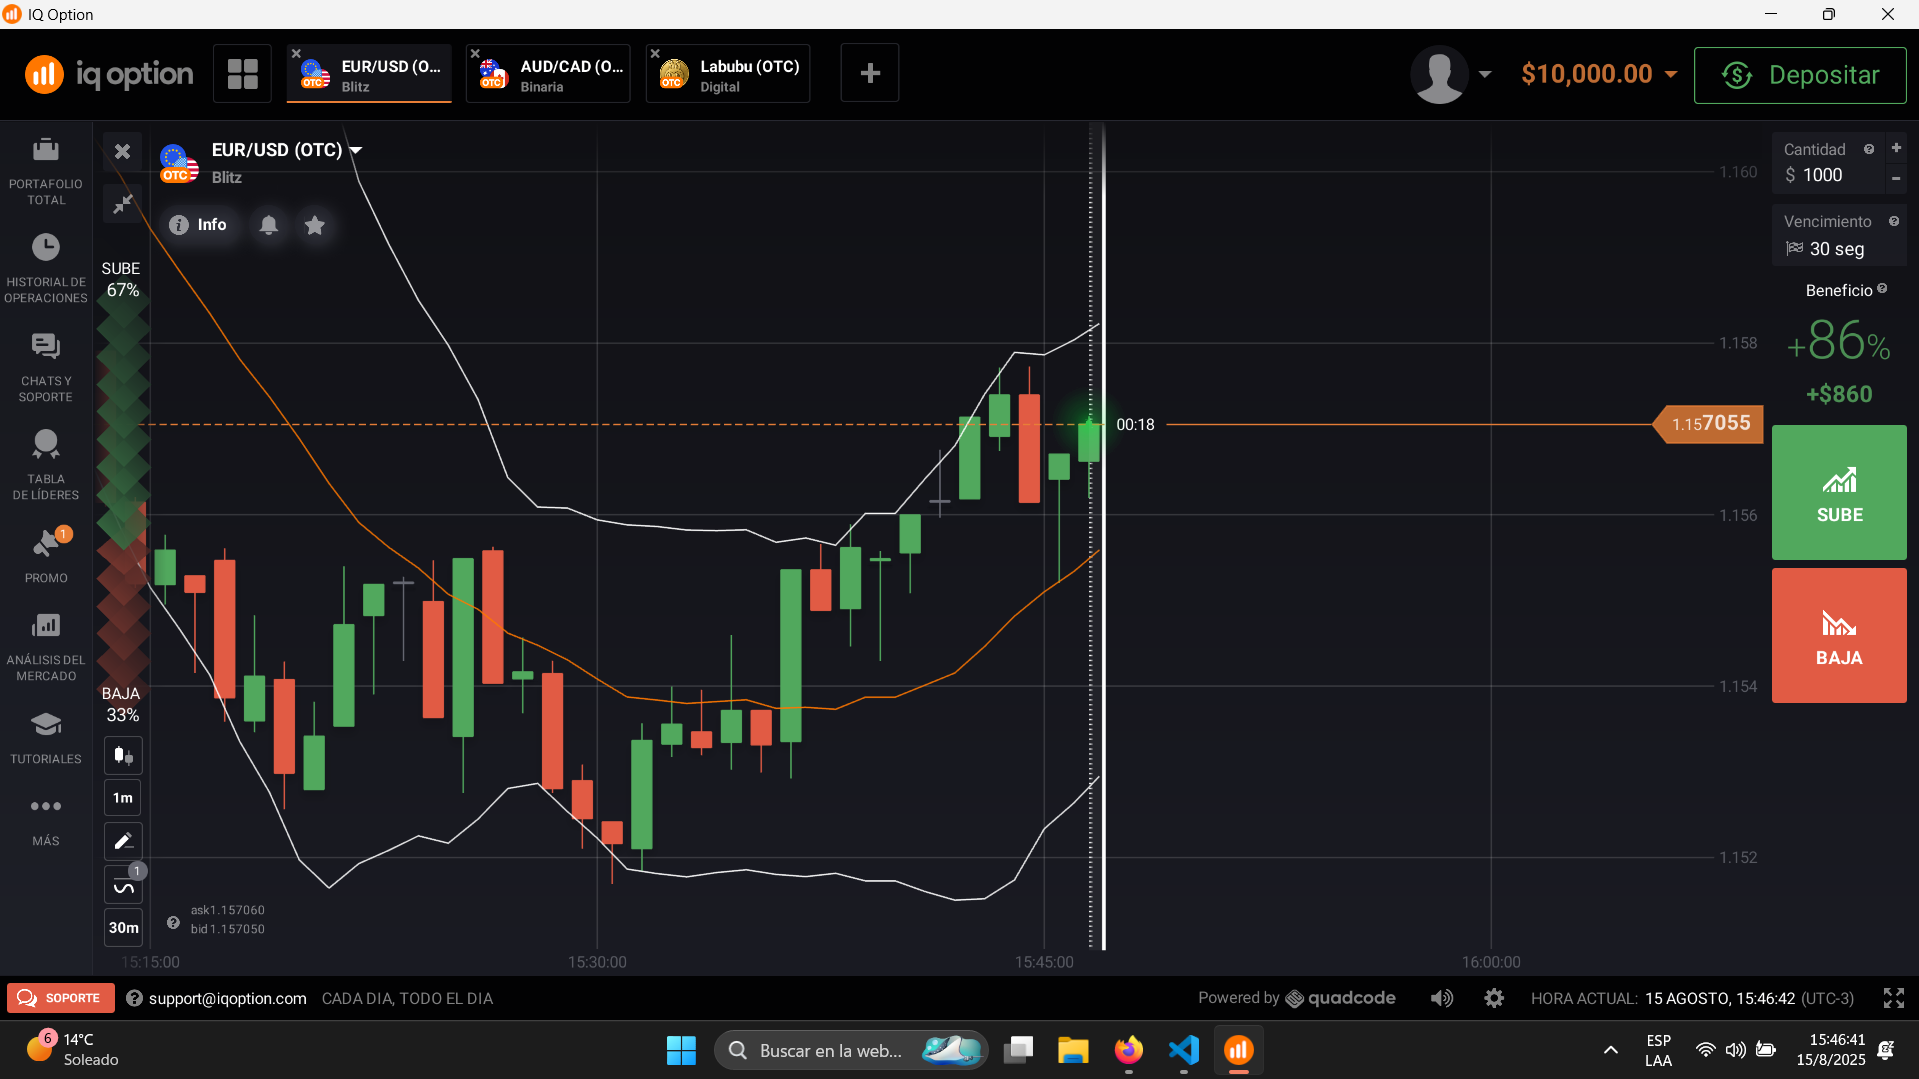 IQ Option
iq option
EUR/USD (O...
Blitz
AUD/CAD (O...
Binaria
Labubu (OTC)
Digital
$10,000.00
Depositar
PORTAFOLIO
TOTAL
HISTORIAL DE
OPERACIONES
CHATS Y
SOPORTE
TABLA
DE LÍDERES
1
PROMO
ANÁLISIS DEL
MERCADO
TUTORIALES
MÁS
OTC
EUR/USD (OTC)
Blitz
Info
SUBE
67%
BAJA
33%
1m
1
30m
ask1.157060
bid1.157050
00:18
1.160
1.158
1.157055
1.156
1.154
1.152
15:15:00
15:30:00
15:45:00
16:00:00
Cantidad
$ 1000
Vencimiento
30 seg
Beneficio
+86%
+$860
SUBE
BAJA
SOPORTE
support@iqoption.com
CADA DIA, TODO EL DIA
Powered by quadcode
HORA ACTUAL: 15 AGOSTO, 15:46:42 (UTC-3)
6
14°C
Soleado
Buscar en la web...
ESP
LAA
15:46:41
15/8/2025